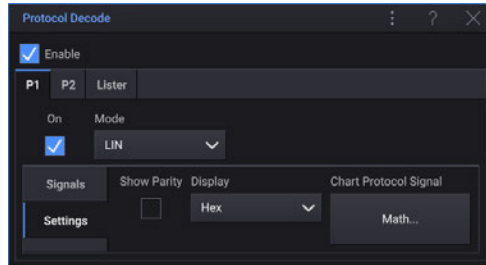 Protocol Decode
Enable
P1 P2 Lister
On Mode
LIN
Signals Show Parity Display Chart Protocol Signal
Settings Hex Math...